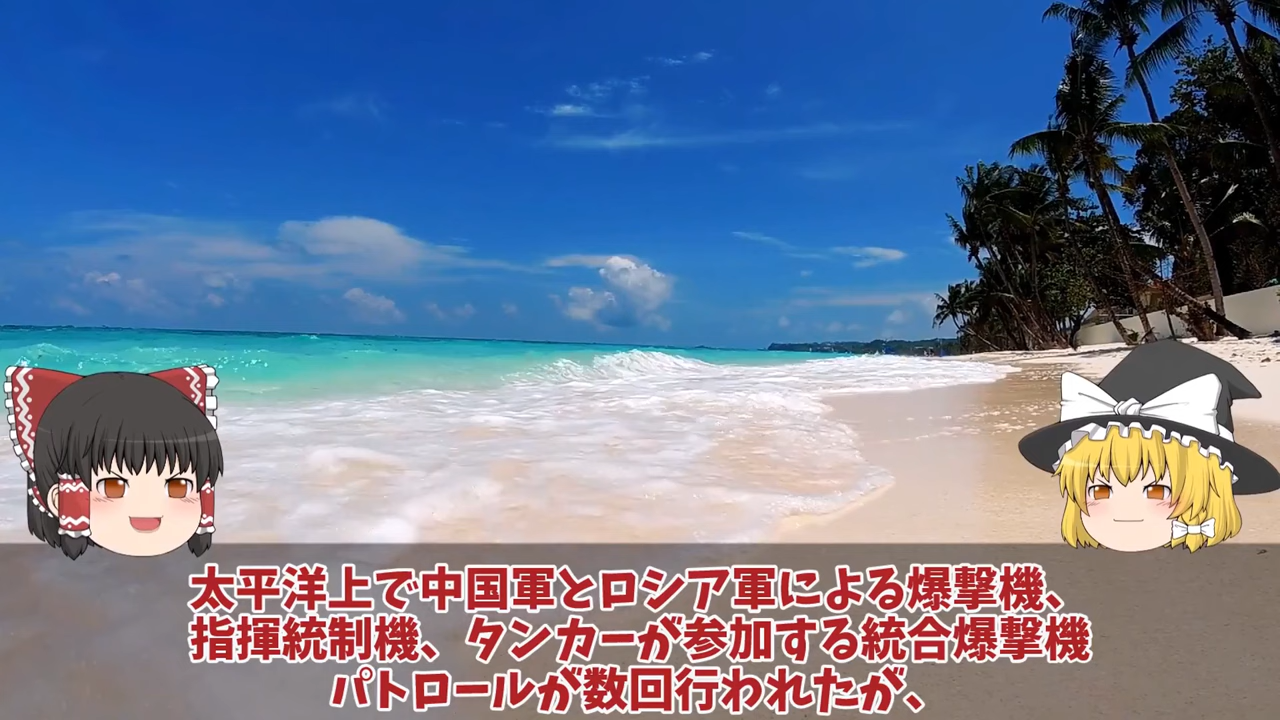 太平洋上で中国軍とロシア軍による爆撃機、
指揮統制機、タンカーが参加する統合爆撃機
パトロールが数回行われたが、